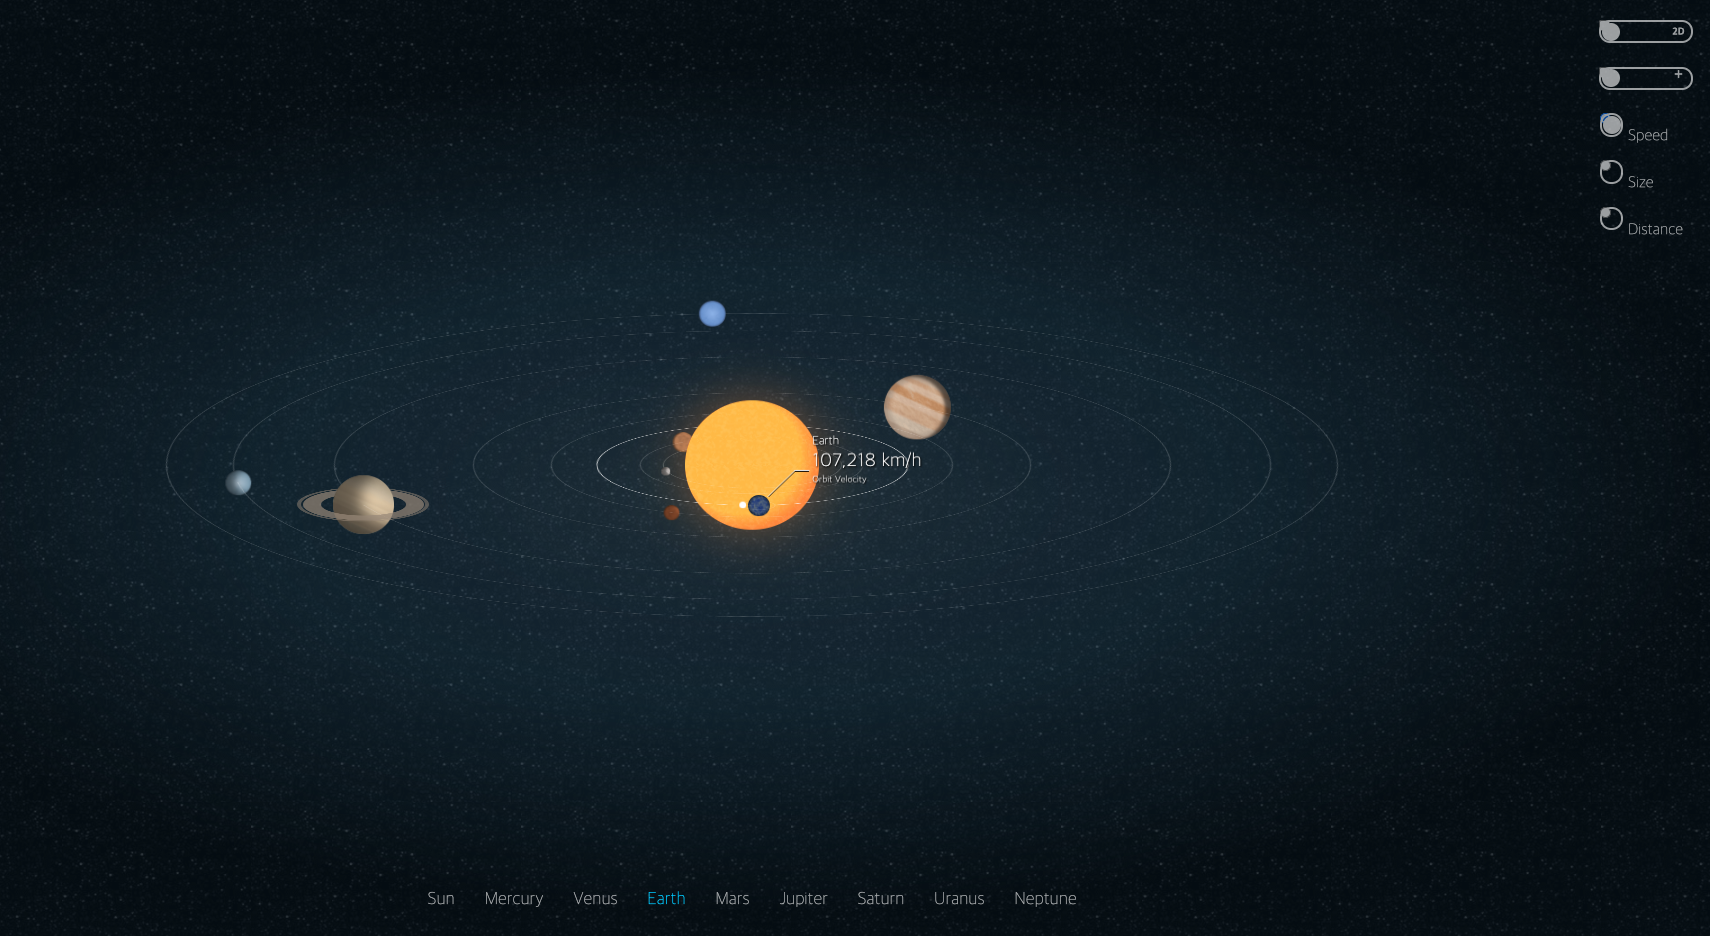 2D
+
Speed
Size
Distance
Earth
107,218 km/h
Orbit Velocity
Sun Mercury Venus Earth Mars Jupiter Saturn Uranus Neptune